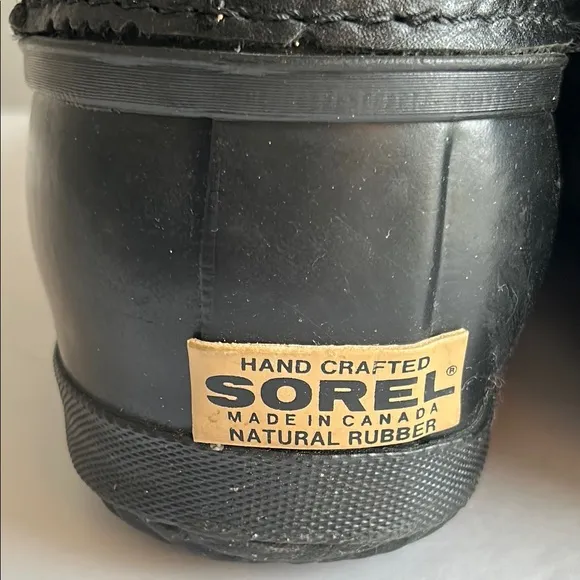 HAND CRAFTED
SOREL®
MADE IN CANADA
NATURAL RUBBER